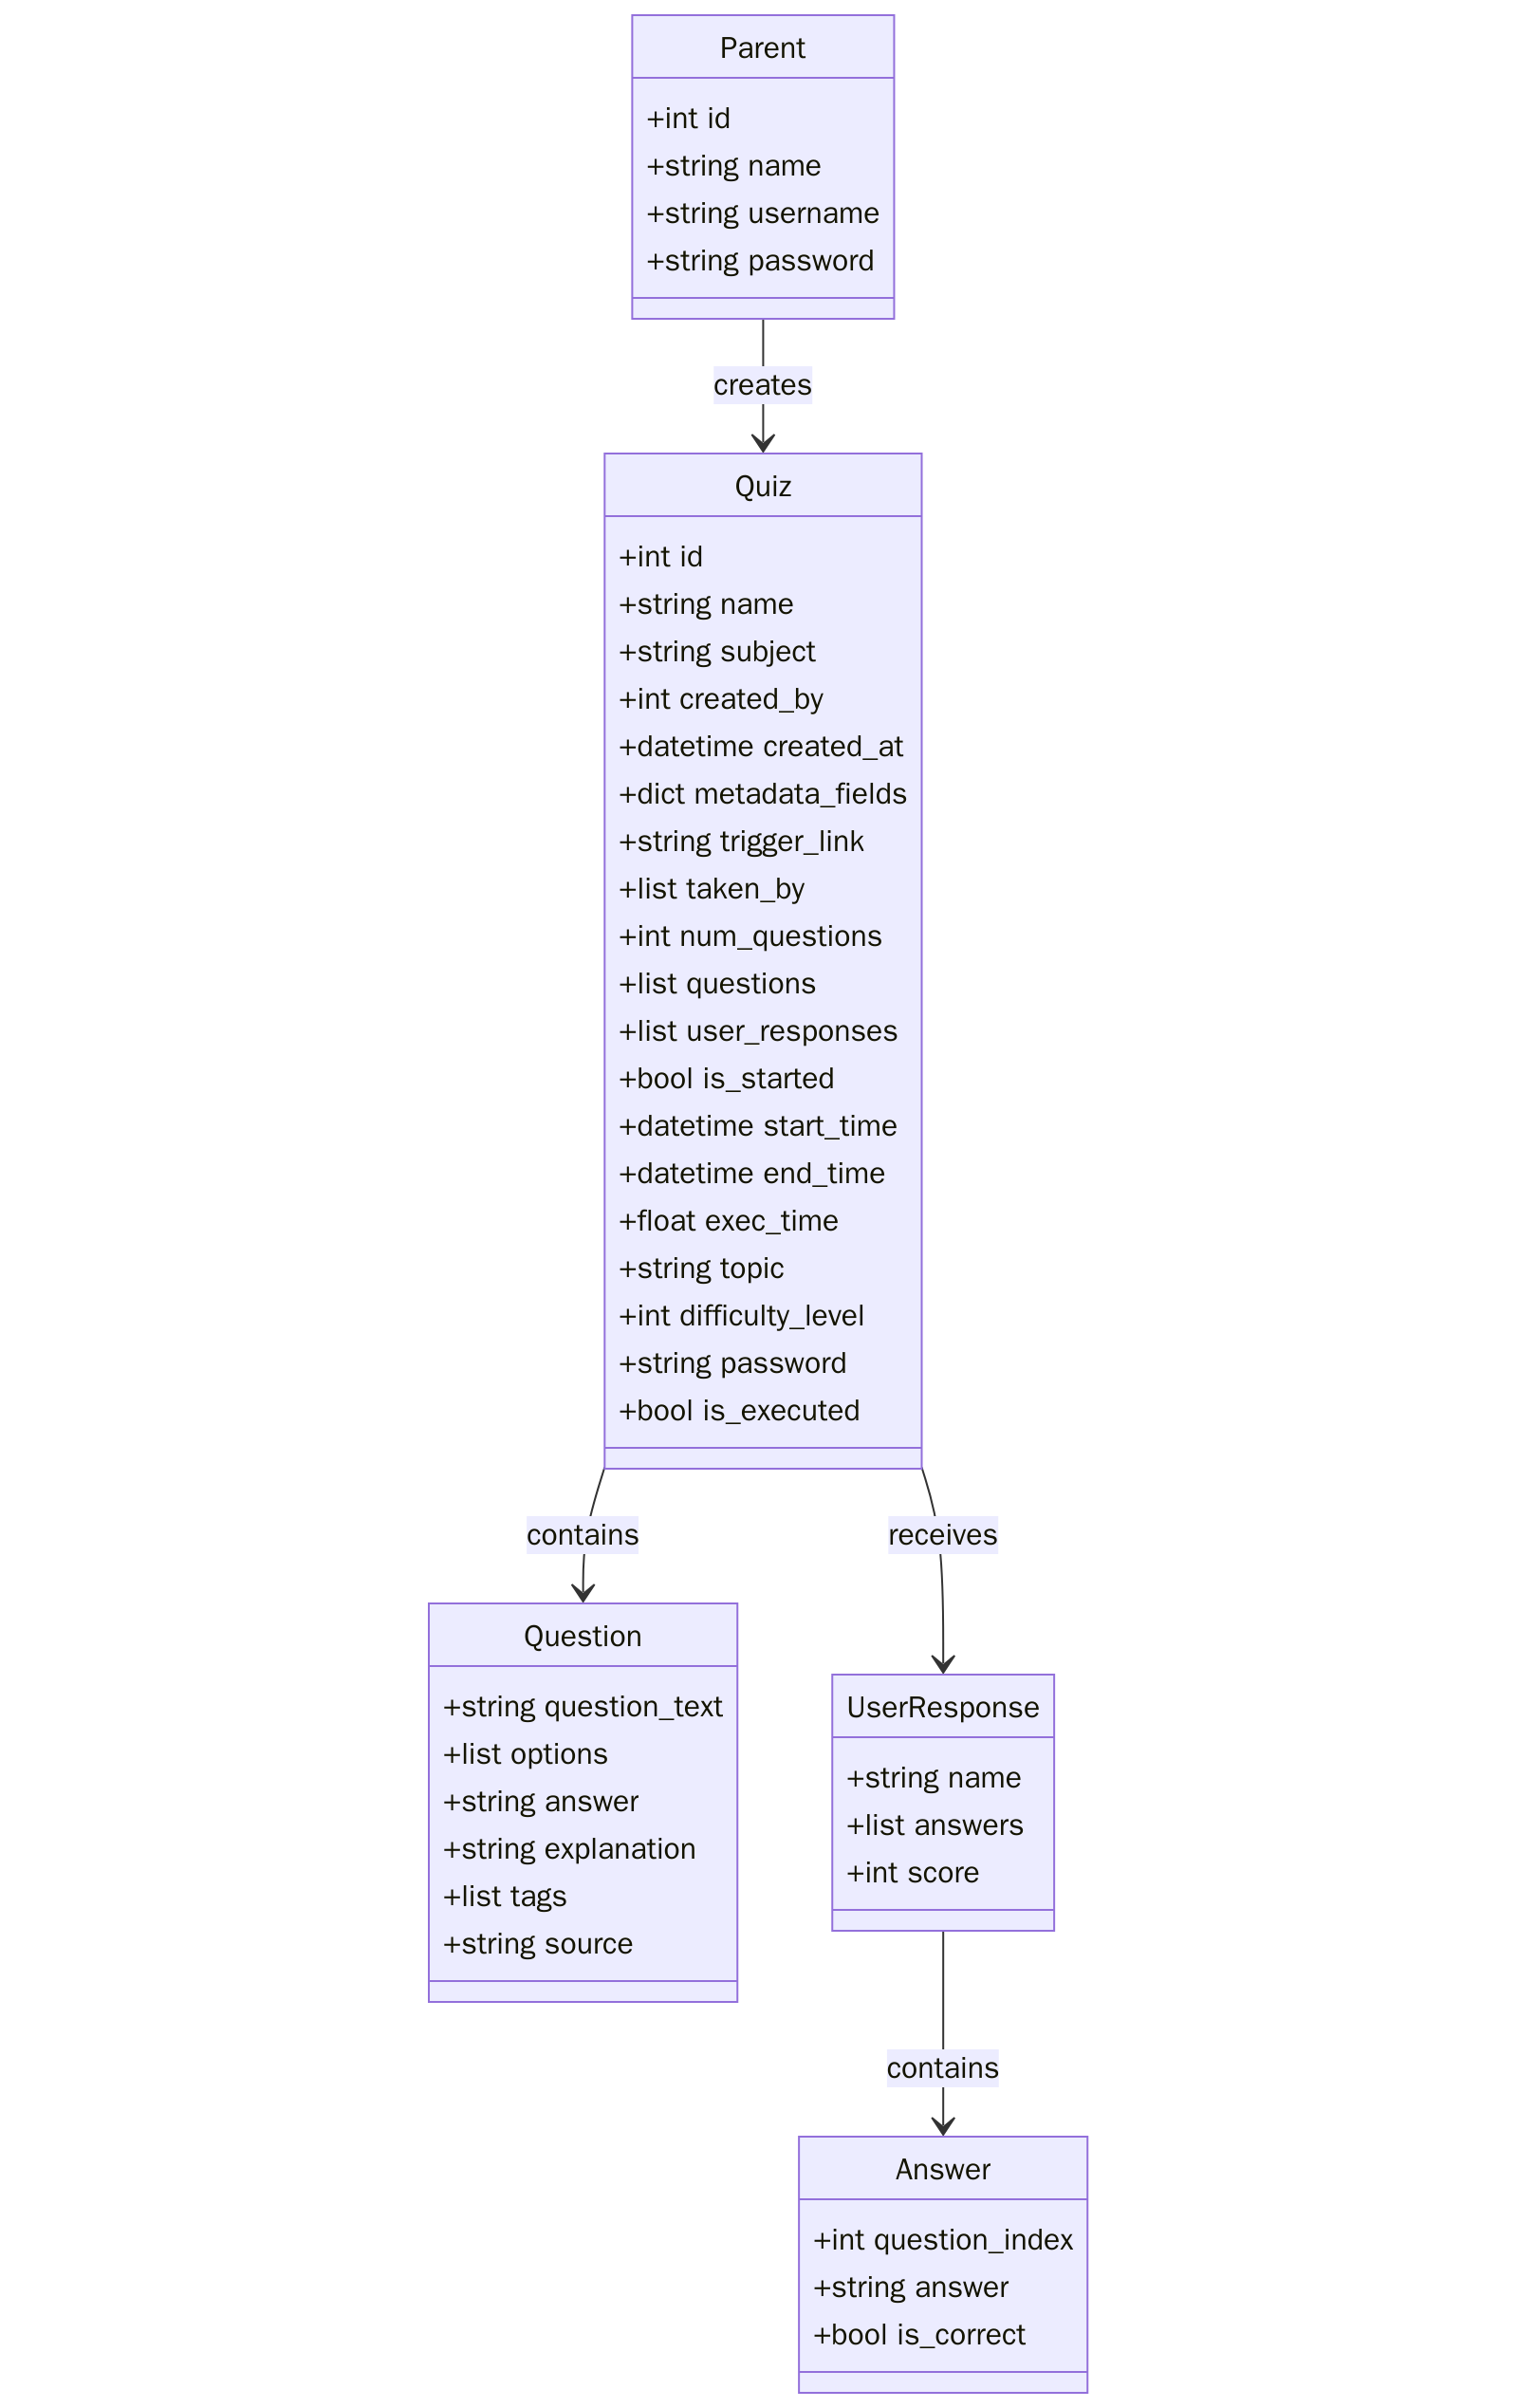 Parent
+int id
+string name
+string username
+string password
creates
Quiz
+int id
+string name
+string subject
+int created_by
+datetime created_at
+dict metadata_fields
+string trigger_link
+list taken_by
+int num_questions
+list questions
+list user_responses
+bool is_started
+datetime start_time
+datetime end_time
+float exec_time
+string topic
+int difficulty_level
+string password
+bool is_executed
contains
receives
Question
+string question_text
+list options
+string answer
+string explanation
+list tags
+string source
UserResponse
+string name
+list answers
+int score
contains
Answer
+int question_index
+string answer
+bool is_correct